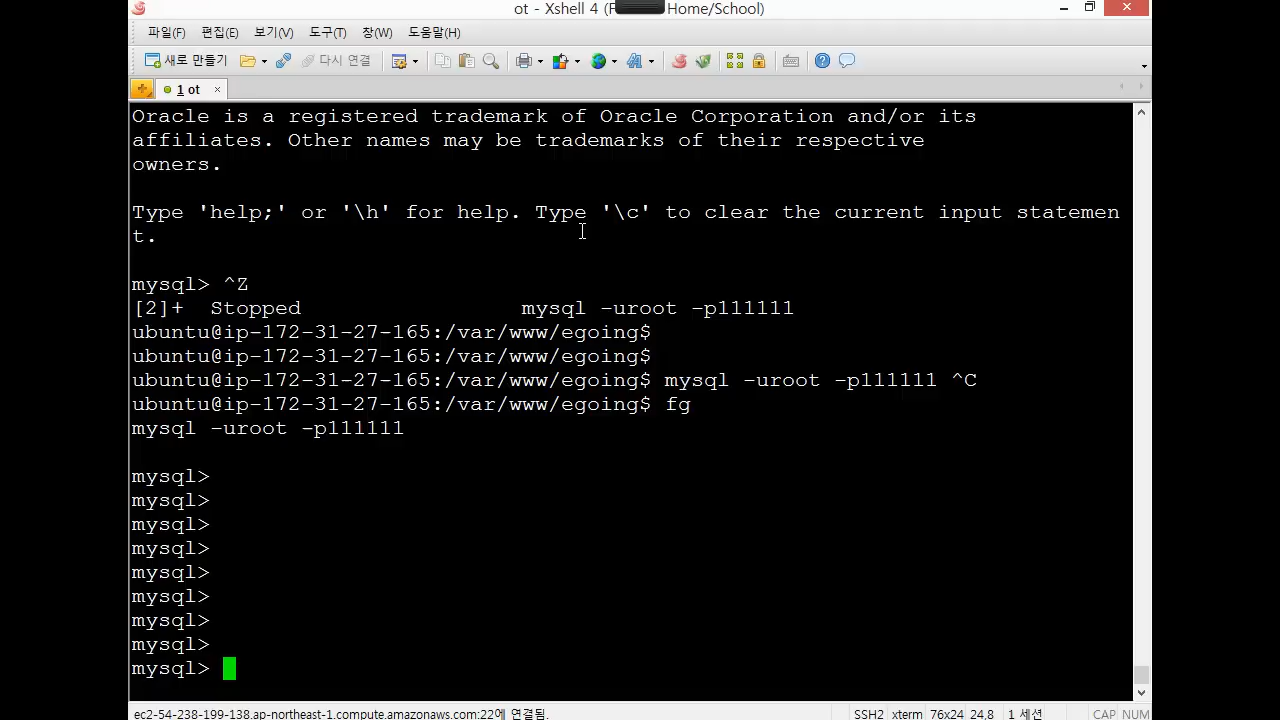 ot - Xshell 4 (F Home/School)
파일(F) 편집(E) 보기(V) 도구(T) 창(W) 도움말(H)
새로 만들기 다시 연결
1 ot
Oracle is a registered trademark of Oracle Corporation and/or its
affiliates. Other names may be trademarks of their respective
owners.
Type 'help;' or '\h' for help. Type '\c' to clear the current input statemen
t.
mysql> ^Z
[2]+  Stopped                 mysql -uroot -p111111
ubuntu@ip-172-31-27-165:/var/www/egoing$
ubuntu@ip-172-31-27-165:/var/www/egoing$
ubuntu@ip-172-31-27-165:/var/www/egoing$ mysql -uroot -p111111 ^C
ubuntu@ip-172-31-27-165:/var/www/egoing$ fg
mysql -uroot -p111111
mysql>
mysql>
mysql>
mysql>
mysql>
mysql>
mysql>
mysql>
mysql>
ec2-54-238-199-138.ap-northeast-1.compute.amazonaws.com:22에 연결됨. SSH2 xterm 76x24 24,8 1 세션 CAP NUM